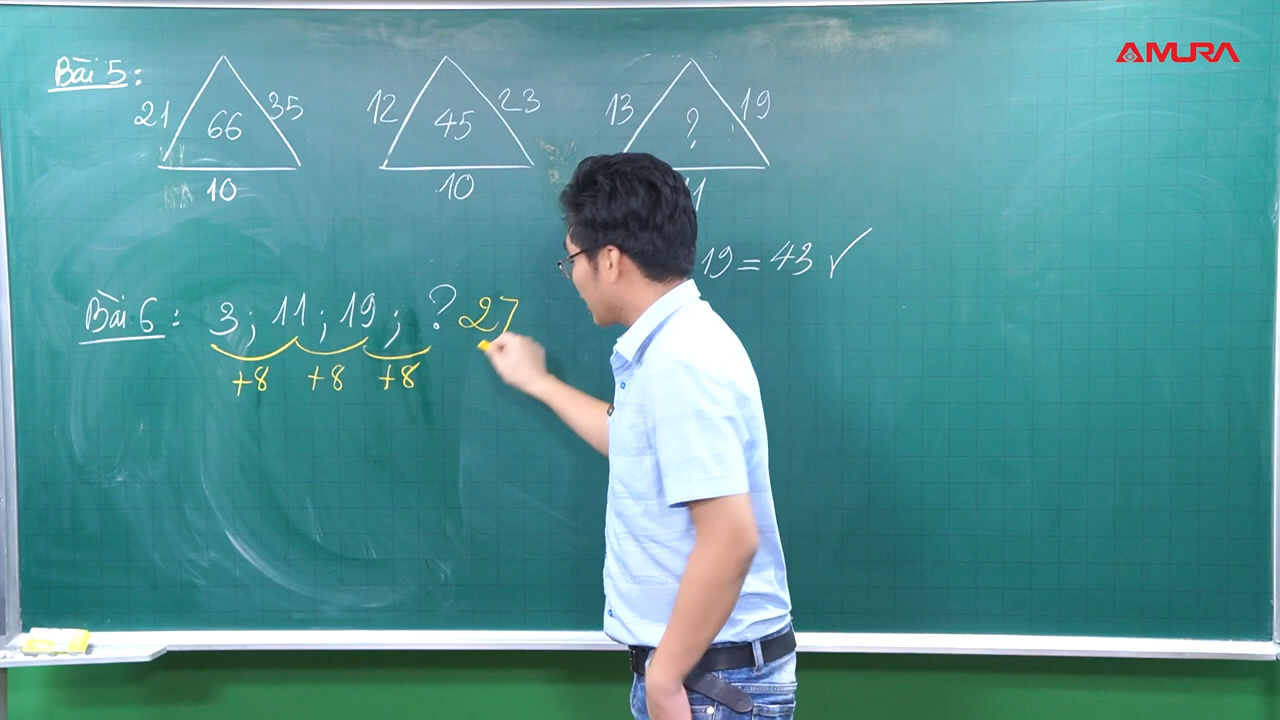 AMURA
Bài 5:
21 66 35 12 45 23 13 ? 19
10 10
19 = 43 ✓
Bài 6: 3; 11; 19; ? 27
+8 +8 +8